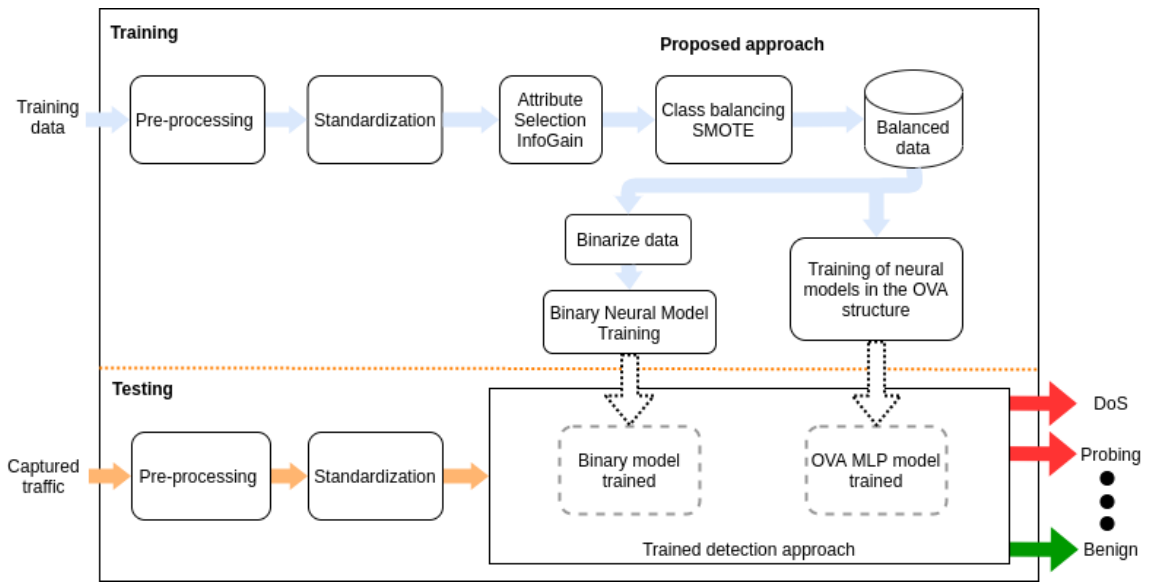 Training
Proposed approach
Training
data
Pre-processing
Standardization
Attribute
Selection
InfoGain
Class balancing
SMOTE
Balanced
data
Binarize data
Training of neural
models in the OVA
structure
Binary Neural Model
Training
Testing
Captured
traffic
Pre-processing
Standardization
Binary model
trained
OVA MLP model
trained
Trained detection approach
DoS
Probing
Benign